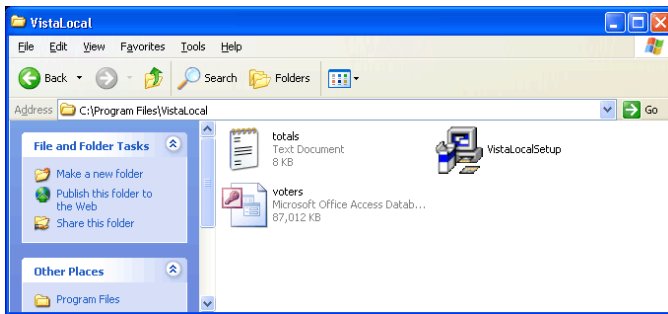 VistaLocal
File Edit View Favorites Tools Help
Back Search Folders
Address C:\Program Files\VistaLocal Go
File and Folder Tasks
Make a new folder
Publish this folder to
the Web
Share this folder
Other Places
Program Files
totals
Text Document
8 KB
VistaLocalSetup
voters
Microsoft Office Access Datab...
87,012 KB